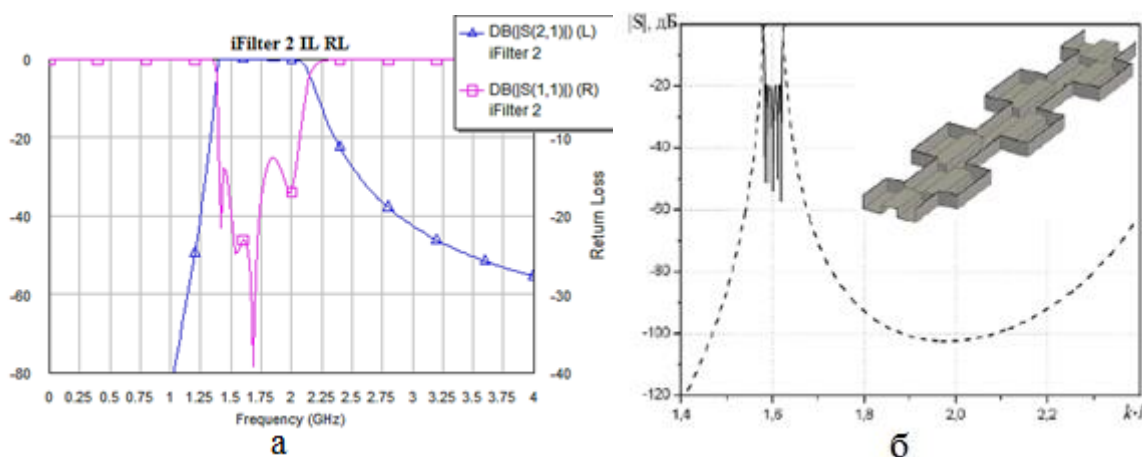 iFilter 2 IL RL
DB(|S(2,1)|) (L)
iFilter 2
DB(|S(1,1)|) (R)
iFilter 2
0
-20
-40
-60
-80
-10
-20
-30
-40
Return Loss
0 0.25 0.5 0.75 1 1.25 1.5 1.75 2 2.25 2.5 2.75 3 3.25 3.5 3.75 4
Frequency (GHz)
а
|S|, дБ
-20
-40
-60
-80
-100
-120
1,4 1,6 1,8 2,0 2,2
б